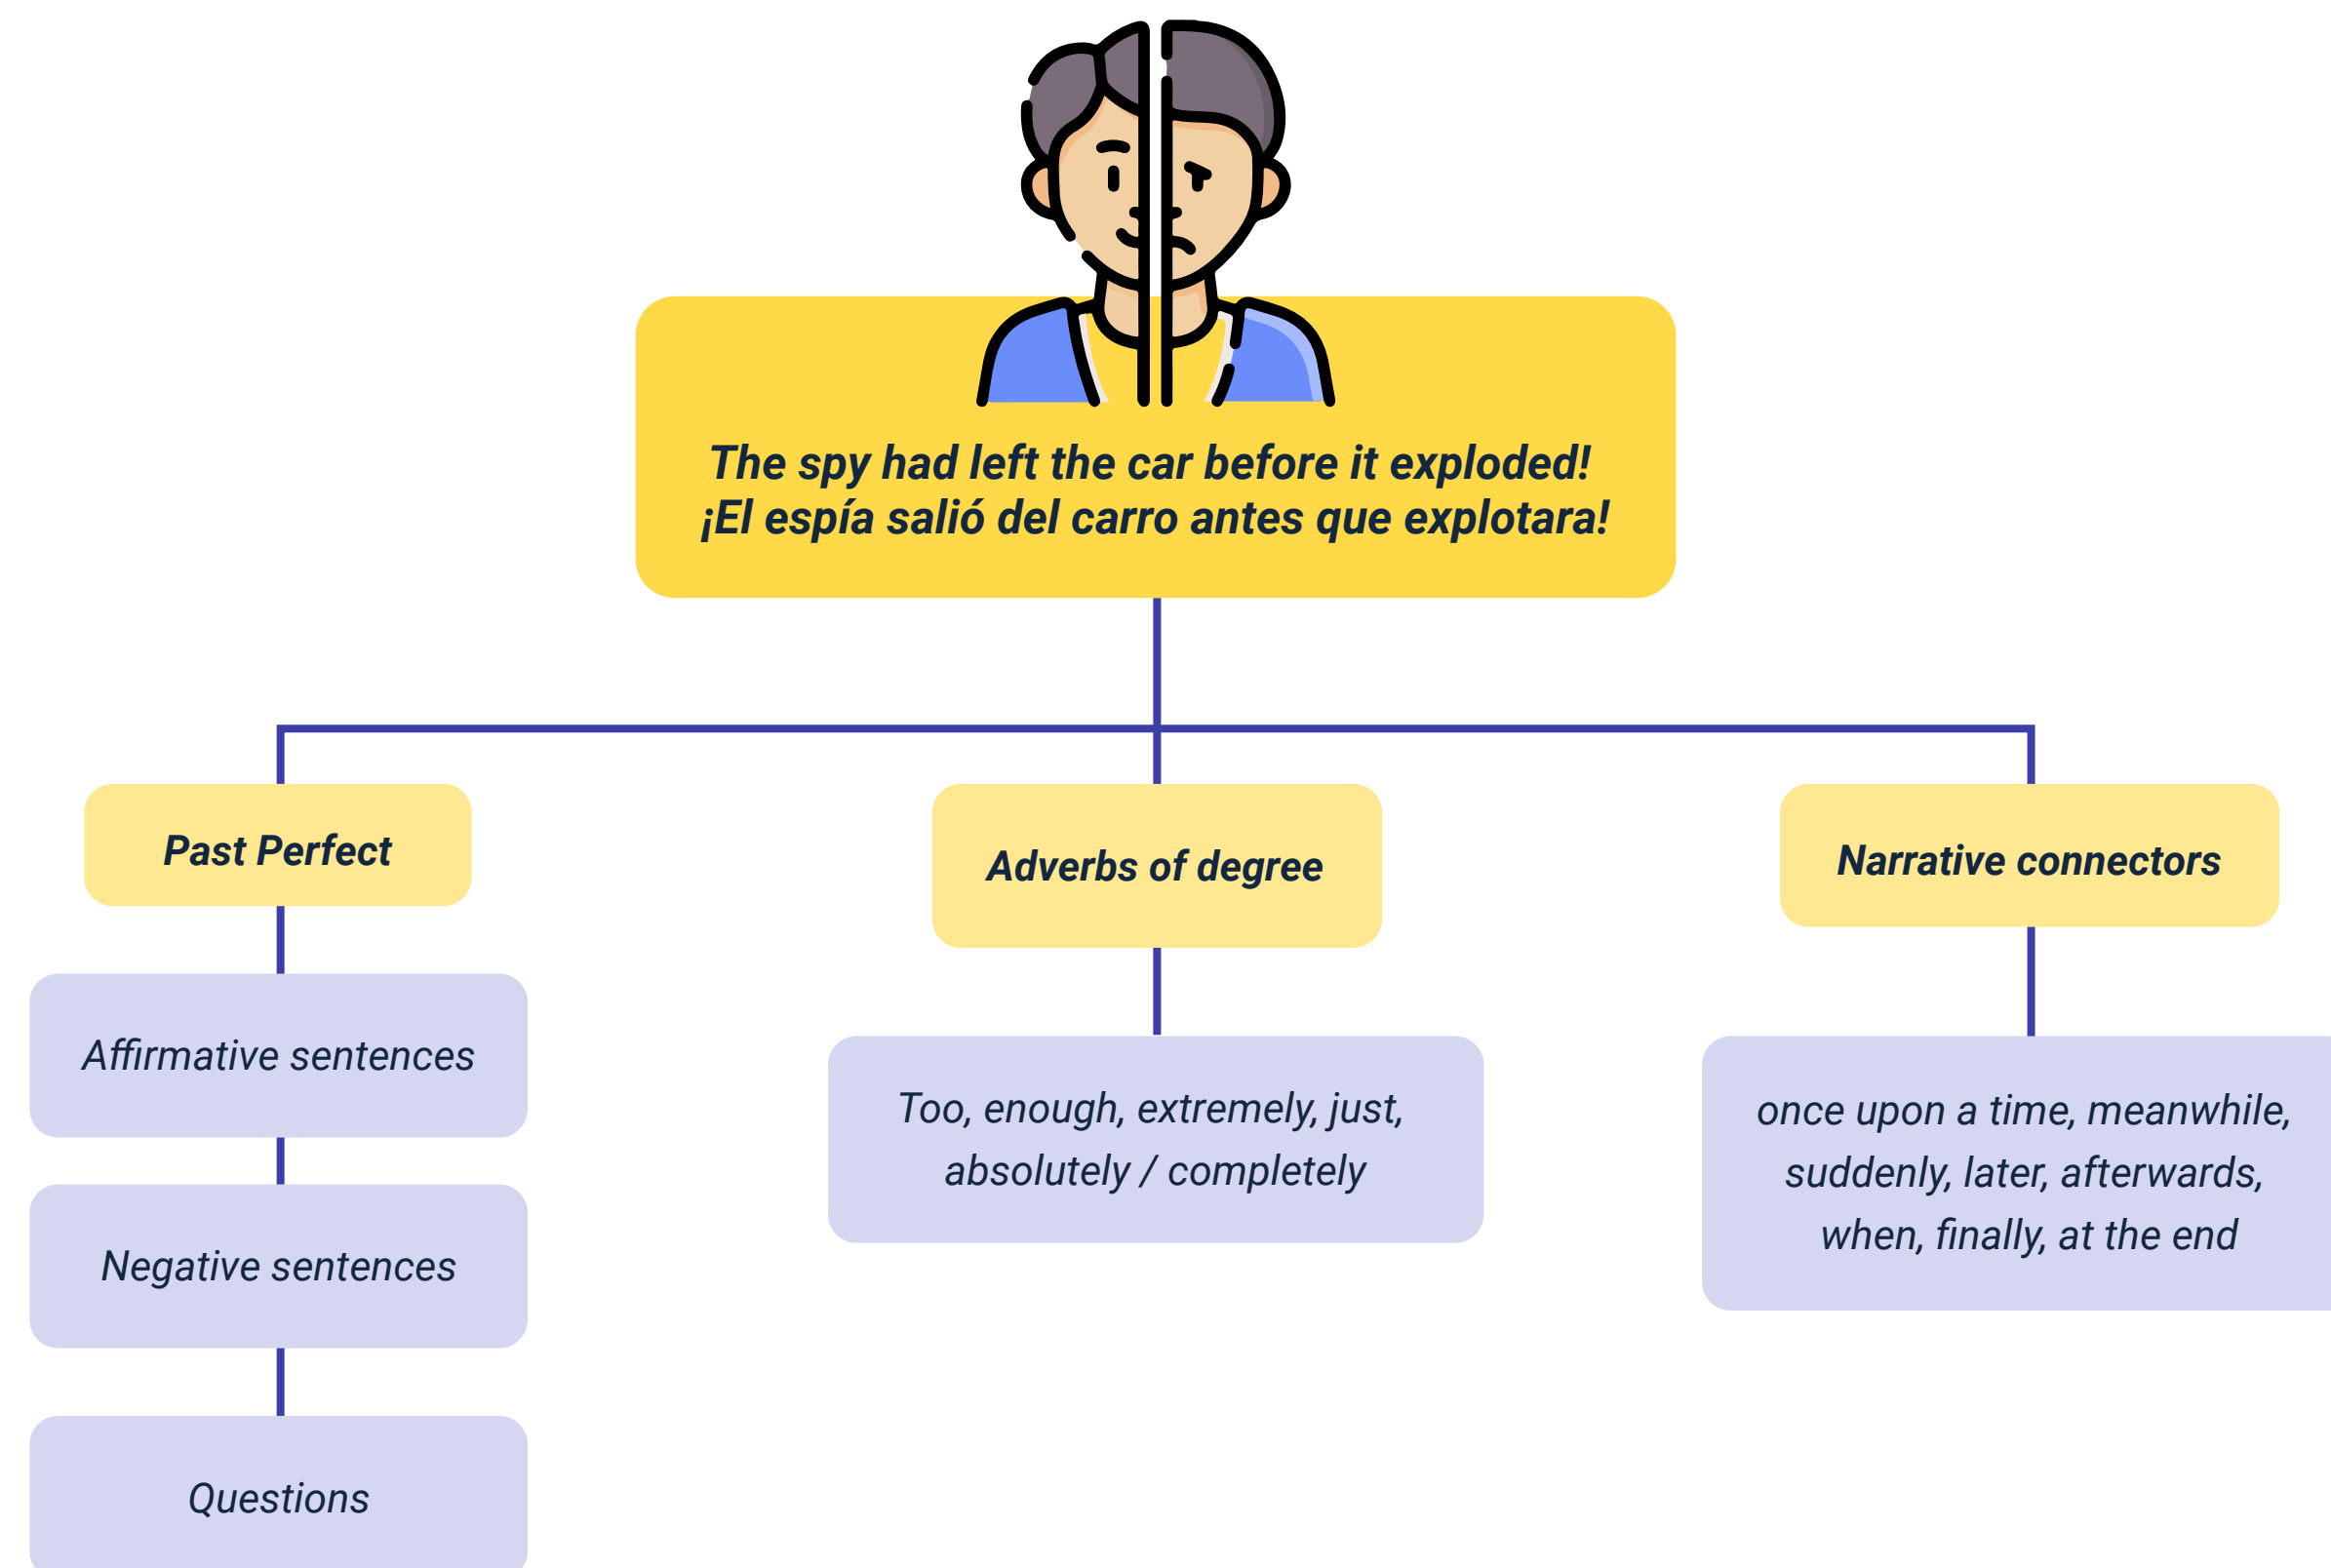 The spy had left the car before it exploded!
¡El espía salió del carro antes que explotara!
Past Perfect
Adverbs of degree
Narrative connectors
Affirmative sentences
Negative sentences
Questions
Too, enough, extremely, just,
absolutely / completely
once upon a time, meanwhile,
suddenly, later, afterwards,
when, finally, at the end